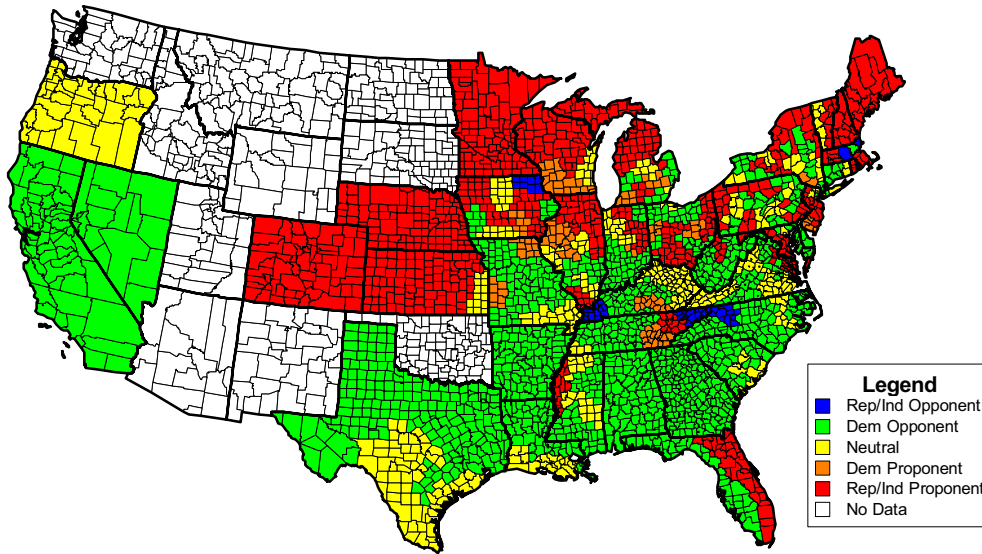 Legend
Rep/Ind Opponent
Dem Opponent
Neutral
Dem Proponent
Rep/Ind Proponent
No Data